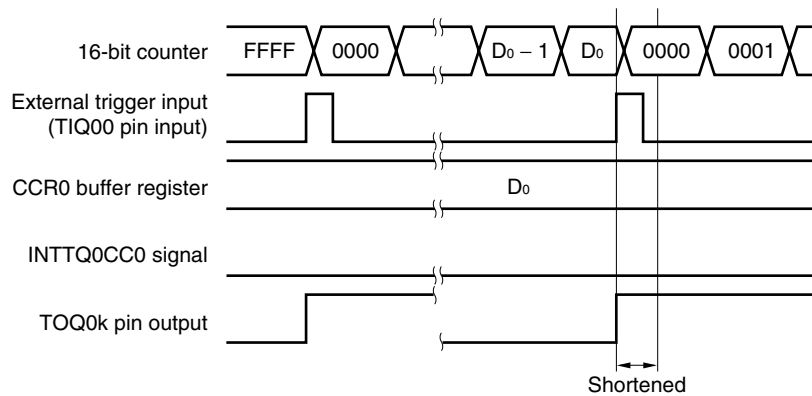 16-bit counter FFFF 0000 D0 − 1 D0 0000 0001
External trigger input
(TIQ00 pin input)
CCR0 buffer register D0
INTTQ0CC0 signal
TOQ0k pin output
Shortened